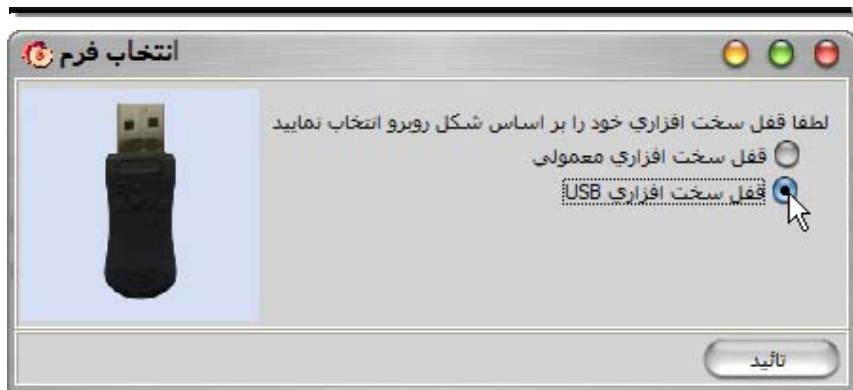 انتخاب فرم
لطفا قفل سخت افزاري خود را بر اساس شکل روبرو انتخاب نماييد
قفل سخت افزاري معمولي
قفل سخت افزاري USB
تائيد